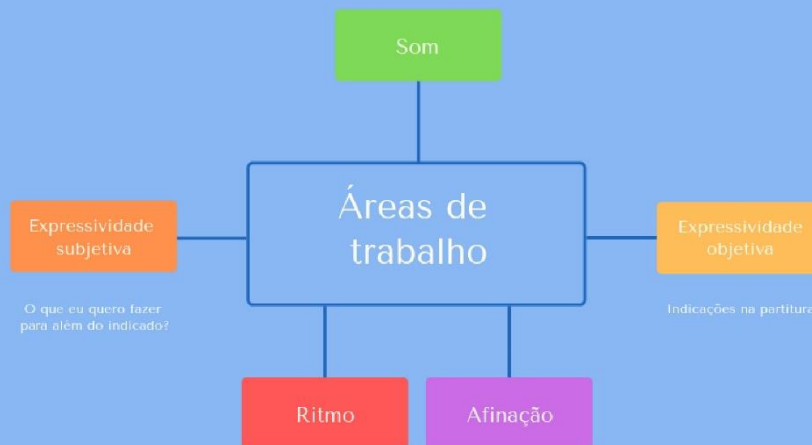 Som
Áreas de
trabalho
Expressividade
subjetiva
O que eu quero fazer
para além do indicado?
Expressividade
objetiva
Indicações na partitura
Ritmo
Afinação